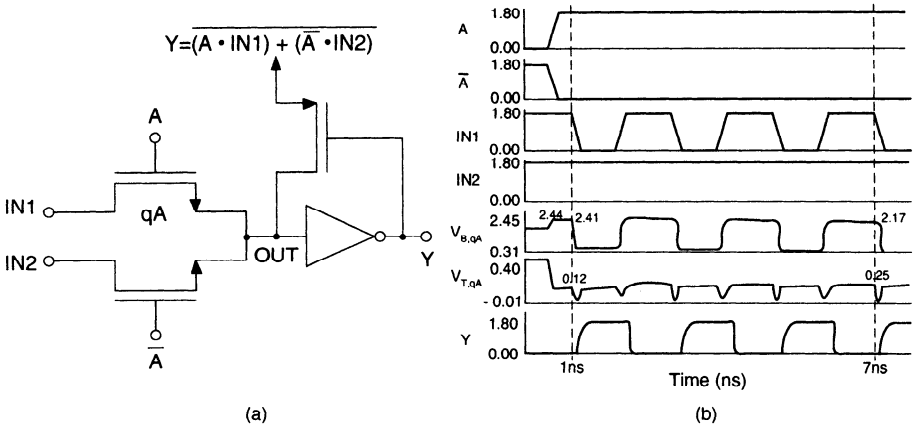 (a)
Y=(A • IN1) + (A̅ • IN2)
A
IN1
qA
IN2
OUT
Y
A̅
(b)
A
1.80
0.00
A̅
1.80
0.00
IN1
1.80
0.00
IN2
1.80
0.00
V_B,qA
2.45
0.31
2.44
2.41
2.17
V_T,qA
0.40
-0.01
0.12
0.25
Y
1.80
0.00
1ns
7ns
Time (ns)
(a)
(b)